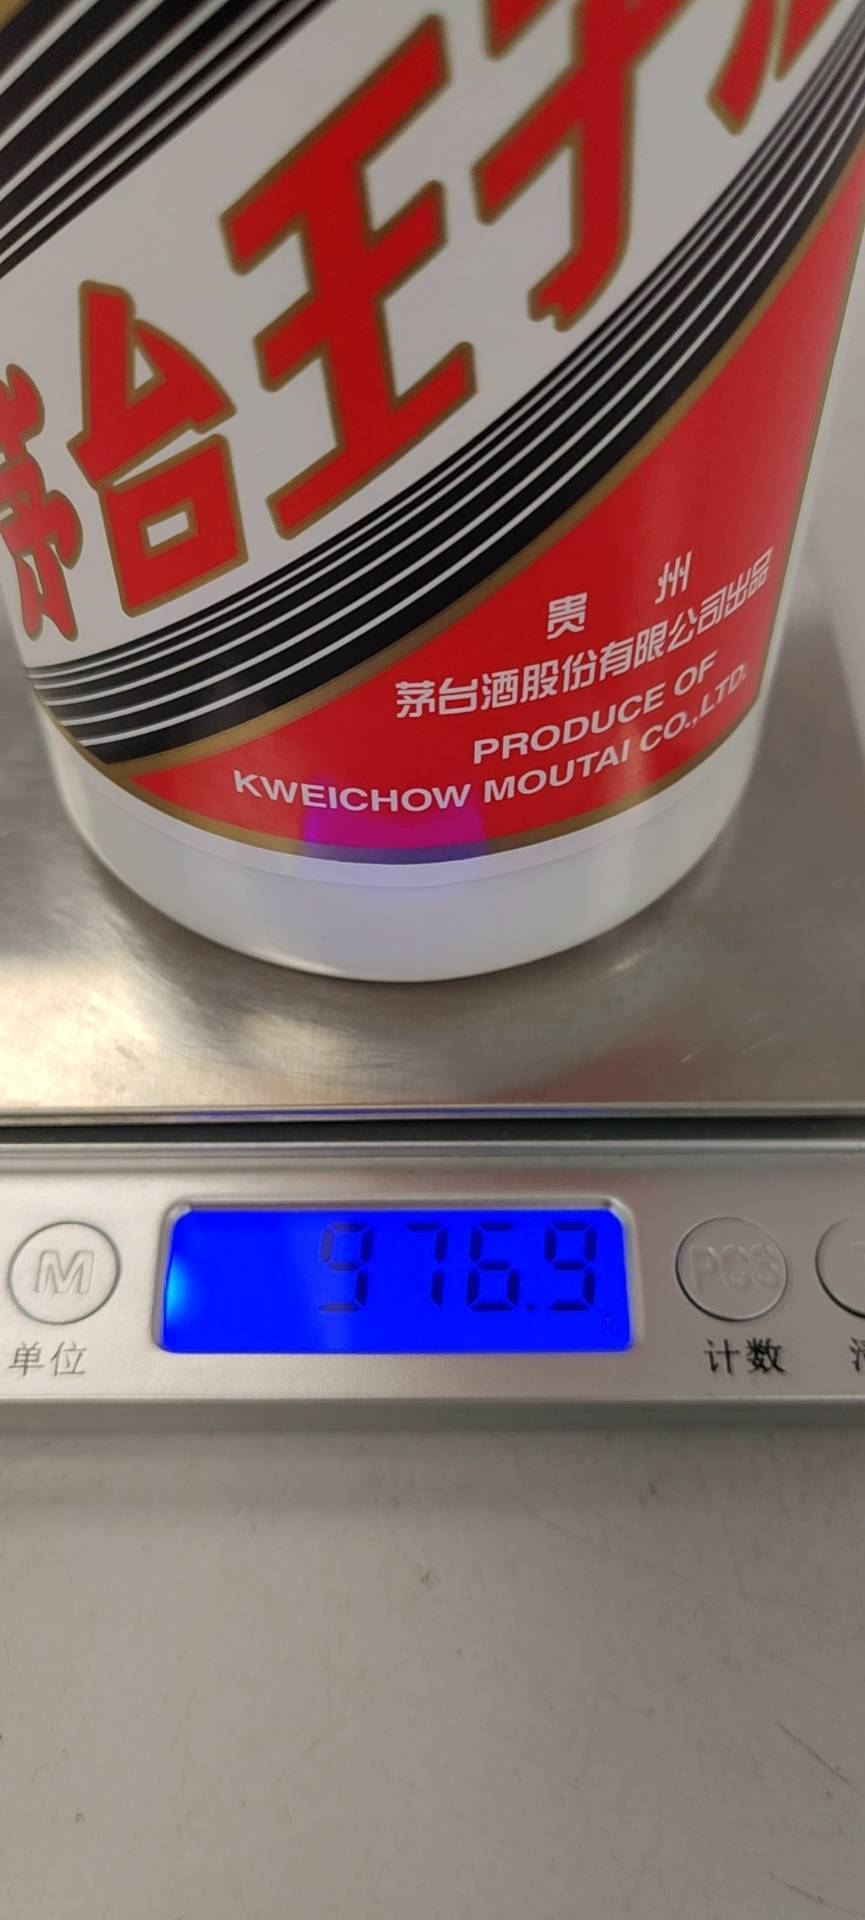 茅台王子
贵 州
茅台酒股份有限公司出品
PRODUCE OF
KWEICHOW MOUTAI CO.,LTD.
976.9
M
PCS
单位
计数